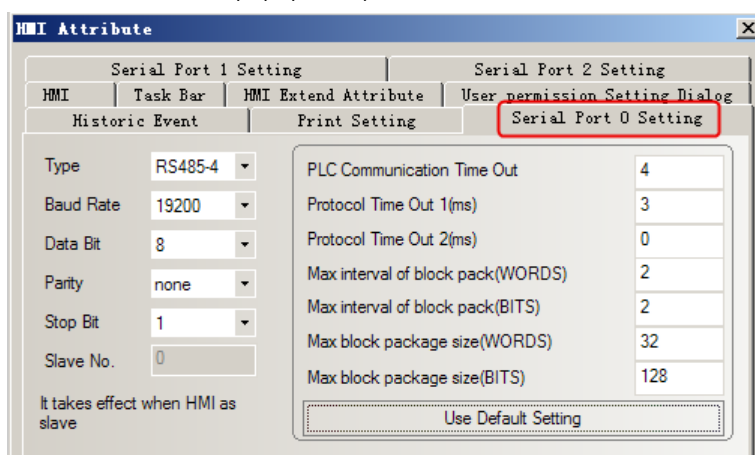 HMI Attribute
Serial Port 1 Setting
Serial Port 2 Setting
HMI
Task Bar
HMI Extend Attribute
User permission Setting Dialog
Historic Event
Print Setting
Serial Port 0 Setting
Type
RS485-4
Baud Rate
19200
Data Bit
8
Parity
none
Stop Bit
1
Slave No.
0
It takes effect when HMI as
slave
PLC Communication Time Out
4
Protocol Time Out 1(ms)
3
Protocol Time Out 2(ms)
0
Max interval of block pack(WORDS)
2
Max interval of block pack(BITS)
2
Max block package size(WORDS)
32
Max block package size(BITS)
128
Use Default Setting